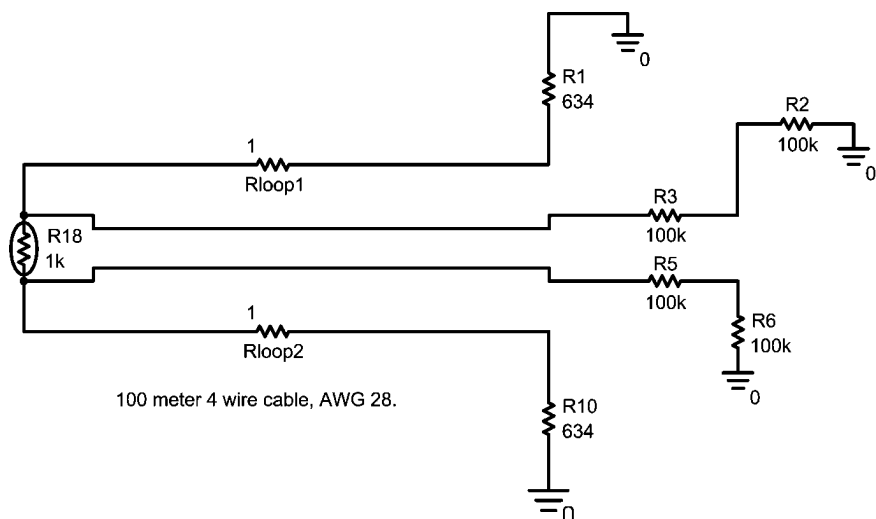 0
R1
634
R2
100k
0
1
Rloop1
R3
100k
R18
1k
R5
100k
1
Rloop2
R6
100k
0
100 meter 4 wire cable, AWG 28.
R10
634
0